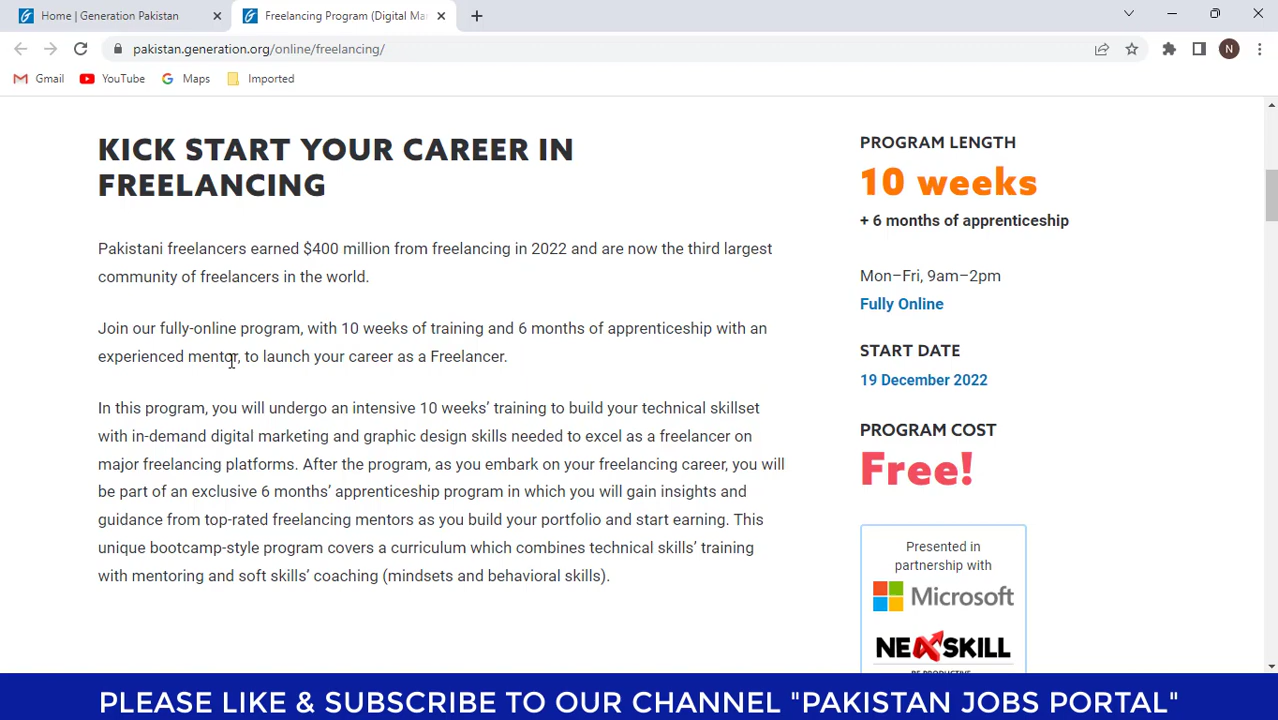 Home | Generation Pakistan
Freelancing Program (Digital Ma
pakistan.generation.org/online/freelancing/
N
Gmail
YouTube
Maps
Imported
KICK START YOUR CAREER IN
FREELANCING
Pakistani freelancers earned $400 million from freelancing in 2022 and are now the third largest
community of freelancers in the world.
Join our fully-online program, with 10 weeks of training and 6 months of apprenticeship with an
experienced mentor, to launch your career as a Freelancer.
In this program, you will undergo an intensive 10 weeks’ training to build your technical skillset
with in-demand digital marketing and graphic design skills needed to excel as a freelancer on
major freelancing platforms. After the program, as you embark on your freelancing career, you will
be part of an exclusive 6 months’ apprenticeship program in which you will gain insights and
guidance from top-rated freelancing mentors as you build your portfolio and start earning. This
unique bootcamp-style program covers a curriculum which combines technical skills’ training
with mentoring and soft skills’ coaching (mindsets and behavioral skills).
PROGRAM LENGTH
10 weeks
+ 6 months of apprenticeship
Mon–Fri, 9am–2pm
Fully Online
START DATE
19 December 2022
PROGRAM COST
Free!
Presented in
partnership with
Microsoft
NEXSKILL
PLEASE LIKE & SUBSCRIBE TO OUR CHANNEL "PAKISTAN JOBS PORTAL"